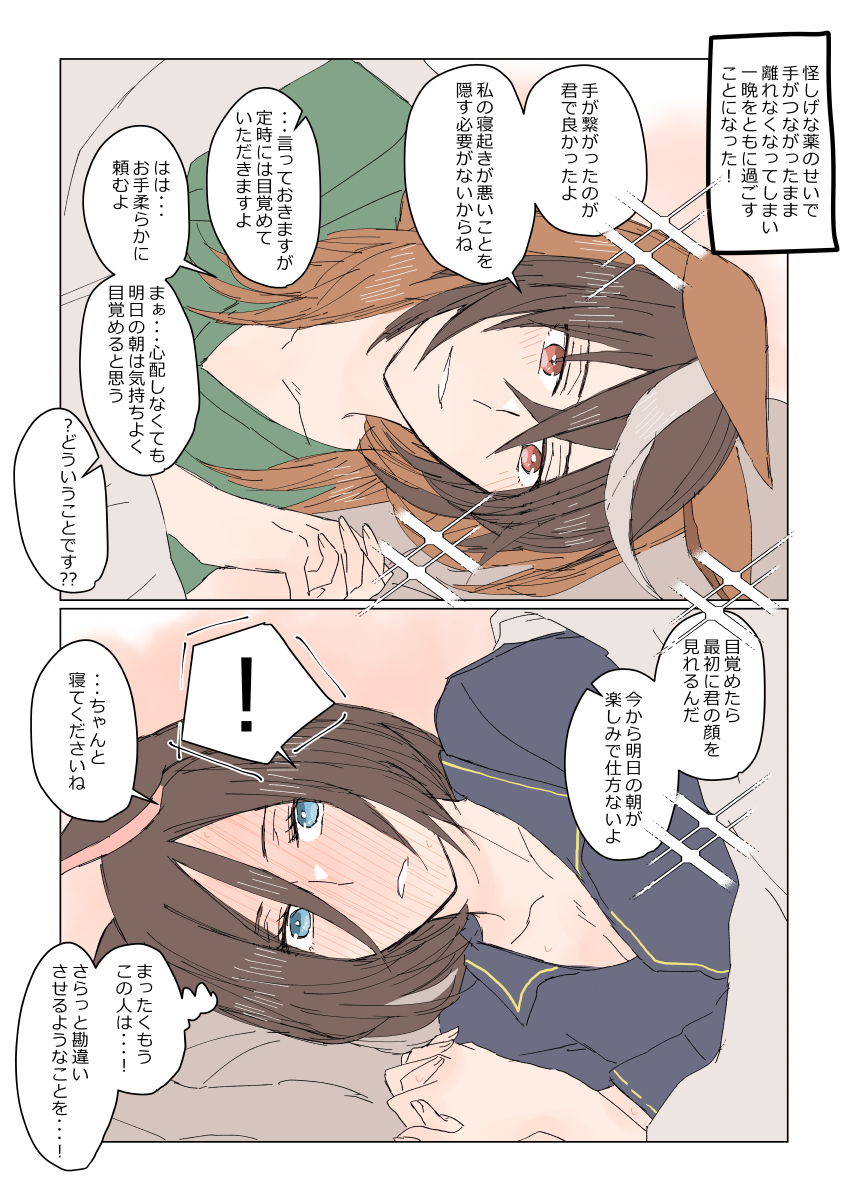 怪しげな薬のせいで
手がつながったまま
離れなくなってしまい
一晩をともに過ごす
ことになった！
手が繋がったのが
君で良かったよ
私の寝起きが悪いことを
隠す必要がないからね
・・・言っておきますが
定時には目覚めて
いただきますよ
はは・・・
お手柔らかに
頼むよ
まぁ・・・心配しなくても
明日の朝は気持ちよく
目覚めると思う
？どういうことです??
目覚めたら
最初に君の顔を
見れるんだ
今から明日の朝が
楽しみで仕方ないよ
！
・・・ちゃんと
寝てくださいね
まったくもう
この人は・・・！
さらっと勘違い
させるようなことを・・・！